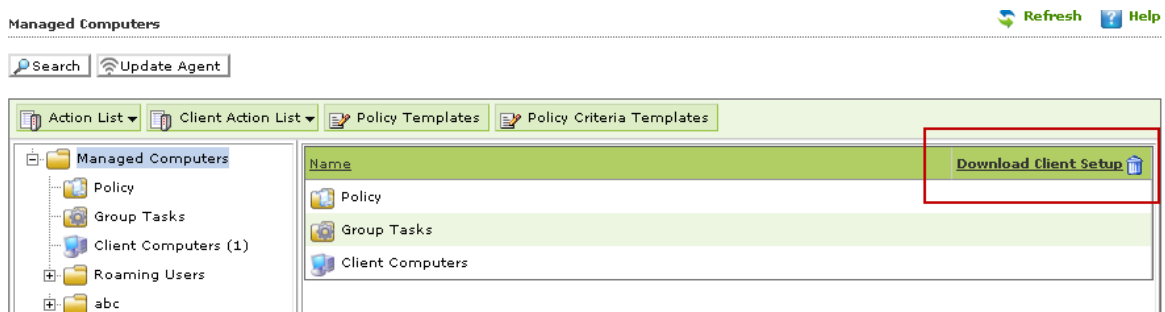 Managed Computers
Refresh Help
Search Update Agent
Action List Client Action List Policy Templates Policy Criteria Templates
Managed Computers
Policy
Group Tasks
Client Computers (1)
Roaming Users
abc
Name Download Client Setup
Policy
Group Tasks
Client Computers